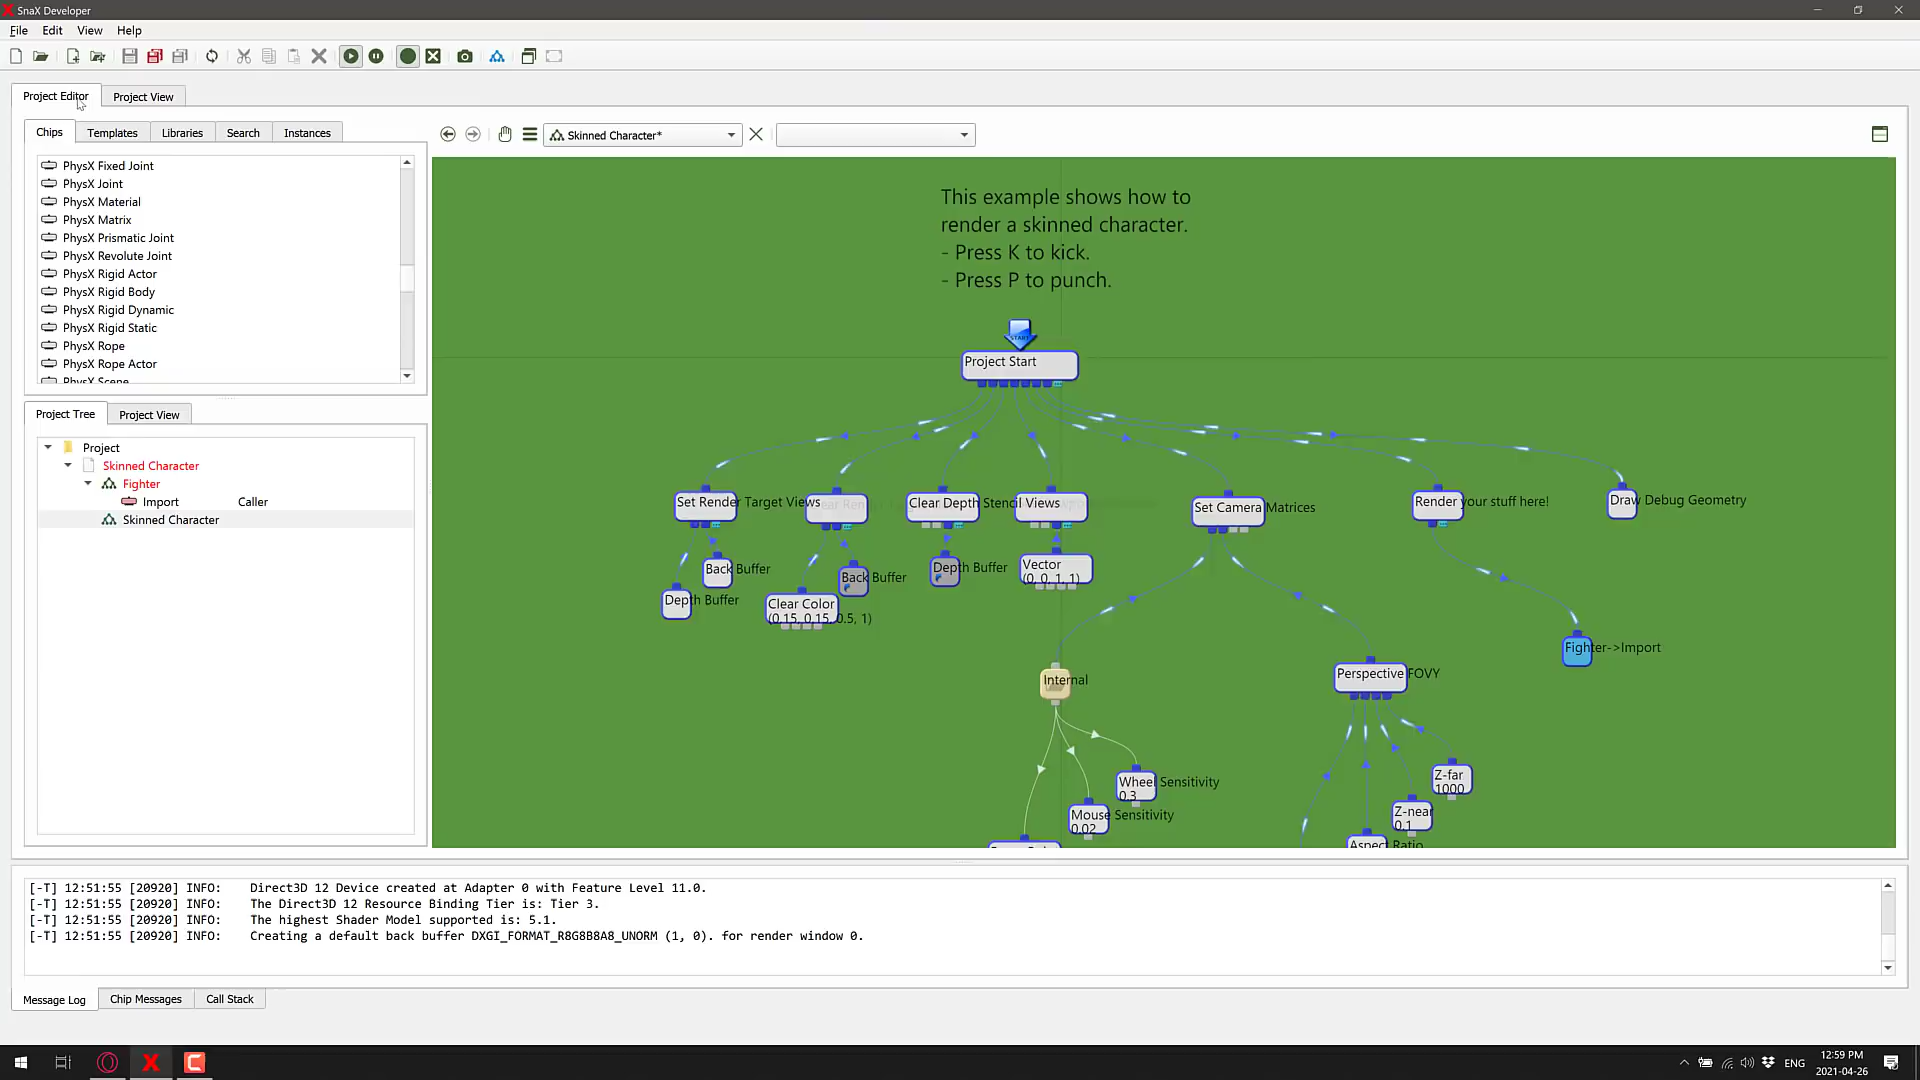 SnaX Developer
File Edit View Help
Project Editor Project View
Chips Templates Libraries Search Instances
Skinned Character*
PhysX Fixed Joint
PhysX Joint
PhysX Material
PhysX Matrix
PhysX Prismatic Joint
PhysX Revolute Joint
PhysX Rigid Actor
PhysX Rigid Body
PhysX Rigid Dynamic
PhysX Rigid Static
PhysX Rope
PhysX Rope Actor
PhysX Scene
Project Tree Project View
Project
Skinned Character
Fighter
Import Caller
Skinned Character
This example shows how to
render a skinned character.
- Press K to kick.
- Press P to punch.
START
Project Start
Set Render Target Views
Clear Depth Stencil Views
Set Camera Matrices
Render your stuff here!
Draw Debug Geometry
Back Buffer
Depth Buffer
Back Buffer
Clear Color
(0.15, 0.15, 0.5, 1)
Depth Buffer
Vector
(0, 0, 1, 1)
Fighter->Import
Internal
Perspective FOVY
Wheel Sensitivity
0.3
Mouse Sensitivity
0.02
Z-far
1000
Z-near
0.1
Aspect Ratio
[-T] 12:51:55 [20920] INFO: Direct3D 12 Device created at Adapter 0 with Feature Level 11.0.
[-T] 12:51:55 [20920] INFO: The Direct3D 12 Resource Binding Tier is: Tier 3.
[-T] 12:51:55 [20920] INFO: The highest Shader Model supported is: 5.1.
[-T] 12:51:55 [20920] INFO: Creating a default back buffer DXGI_FORMAT_R8G8B8A8_UNORM (1, 0). for render window 0.
Message Log Chip Messages Call Stack
ENG
12:59 PM
2021-04-26